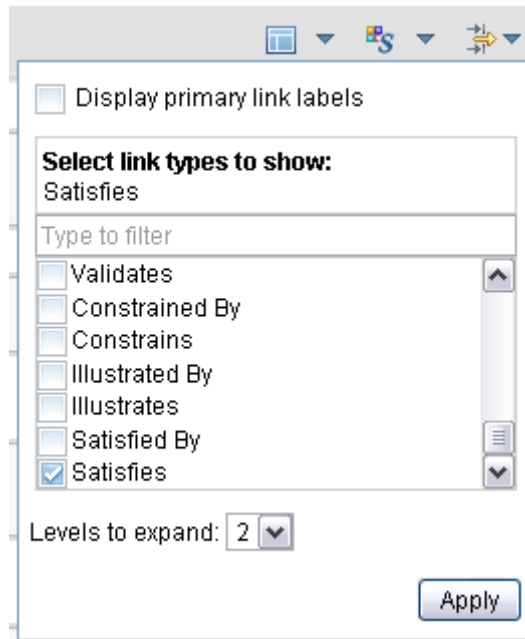 Display primary link labels
Select link types to show:
Satisfies
Type to filter
Validates
Constrained By
Constrains
Illustrated By
Illustrates
Satisfied By
Satisfies
Levels to expand: 2
Apply